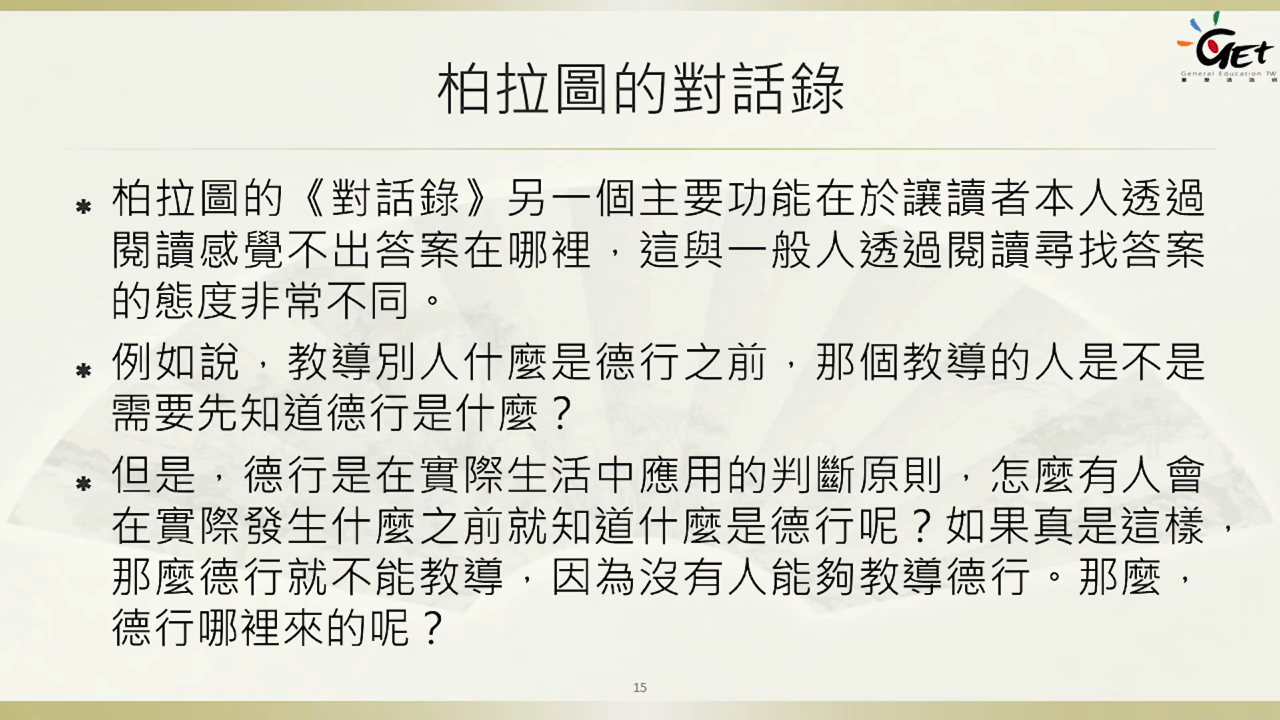 GET
General Education TW
柏拉圖的對話錄
* 柏拉圖的《對話錄》另一個主要功能在於讓讀者本人透過
閱讀感覺不出答案在哪裡，這與一般人透過閱讀尋找答案
的態度非常不同。
* 例如說，教導別人什麼是德行之前，那個教導的人是不是
需要先知道德行是什麼？
* 但是，德行是在實際生活中應用的判斷原則，怎麼有人會
在實際發生什麼之前就知道什麼是德行呢？如果真是這樣，
那麼德行就不能教導，因為沒有人能夠教導德行。那麼，
德行哪裡來的呢？
15